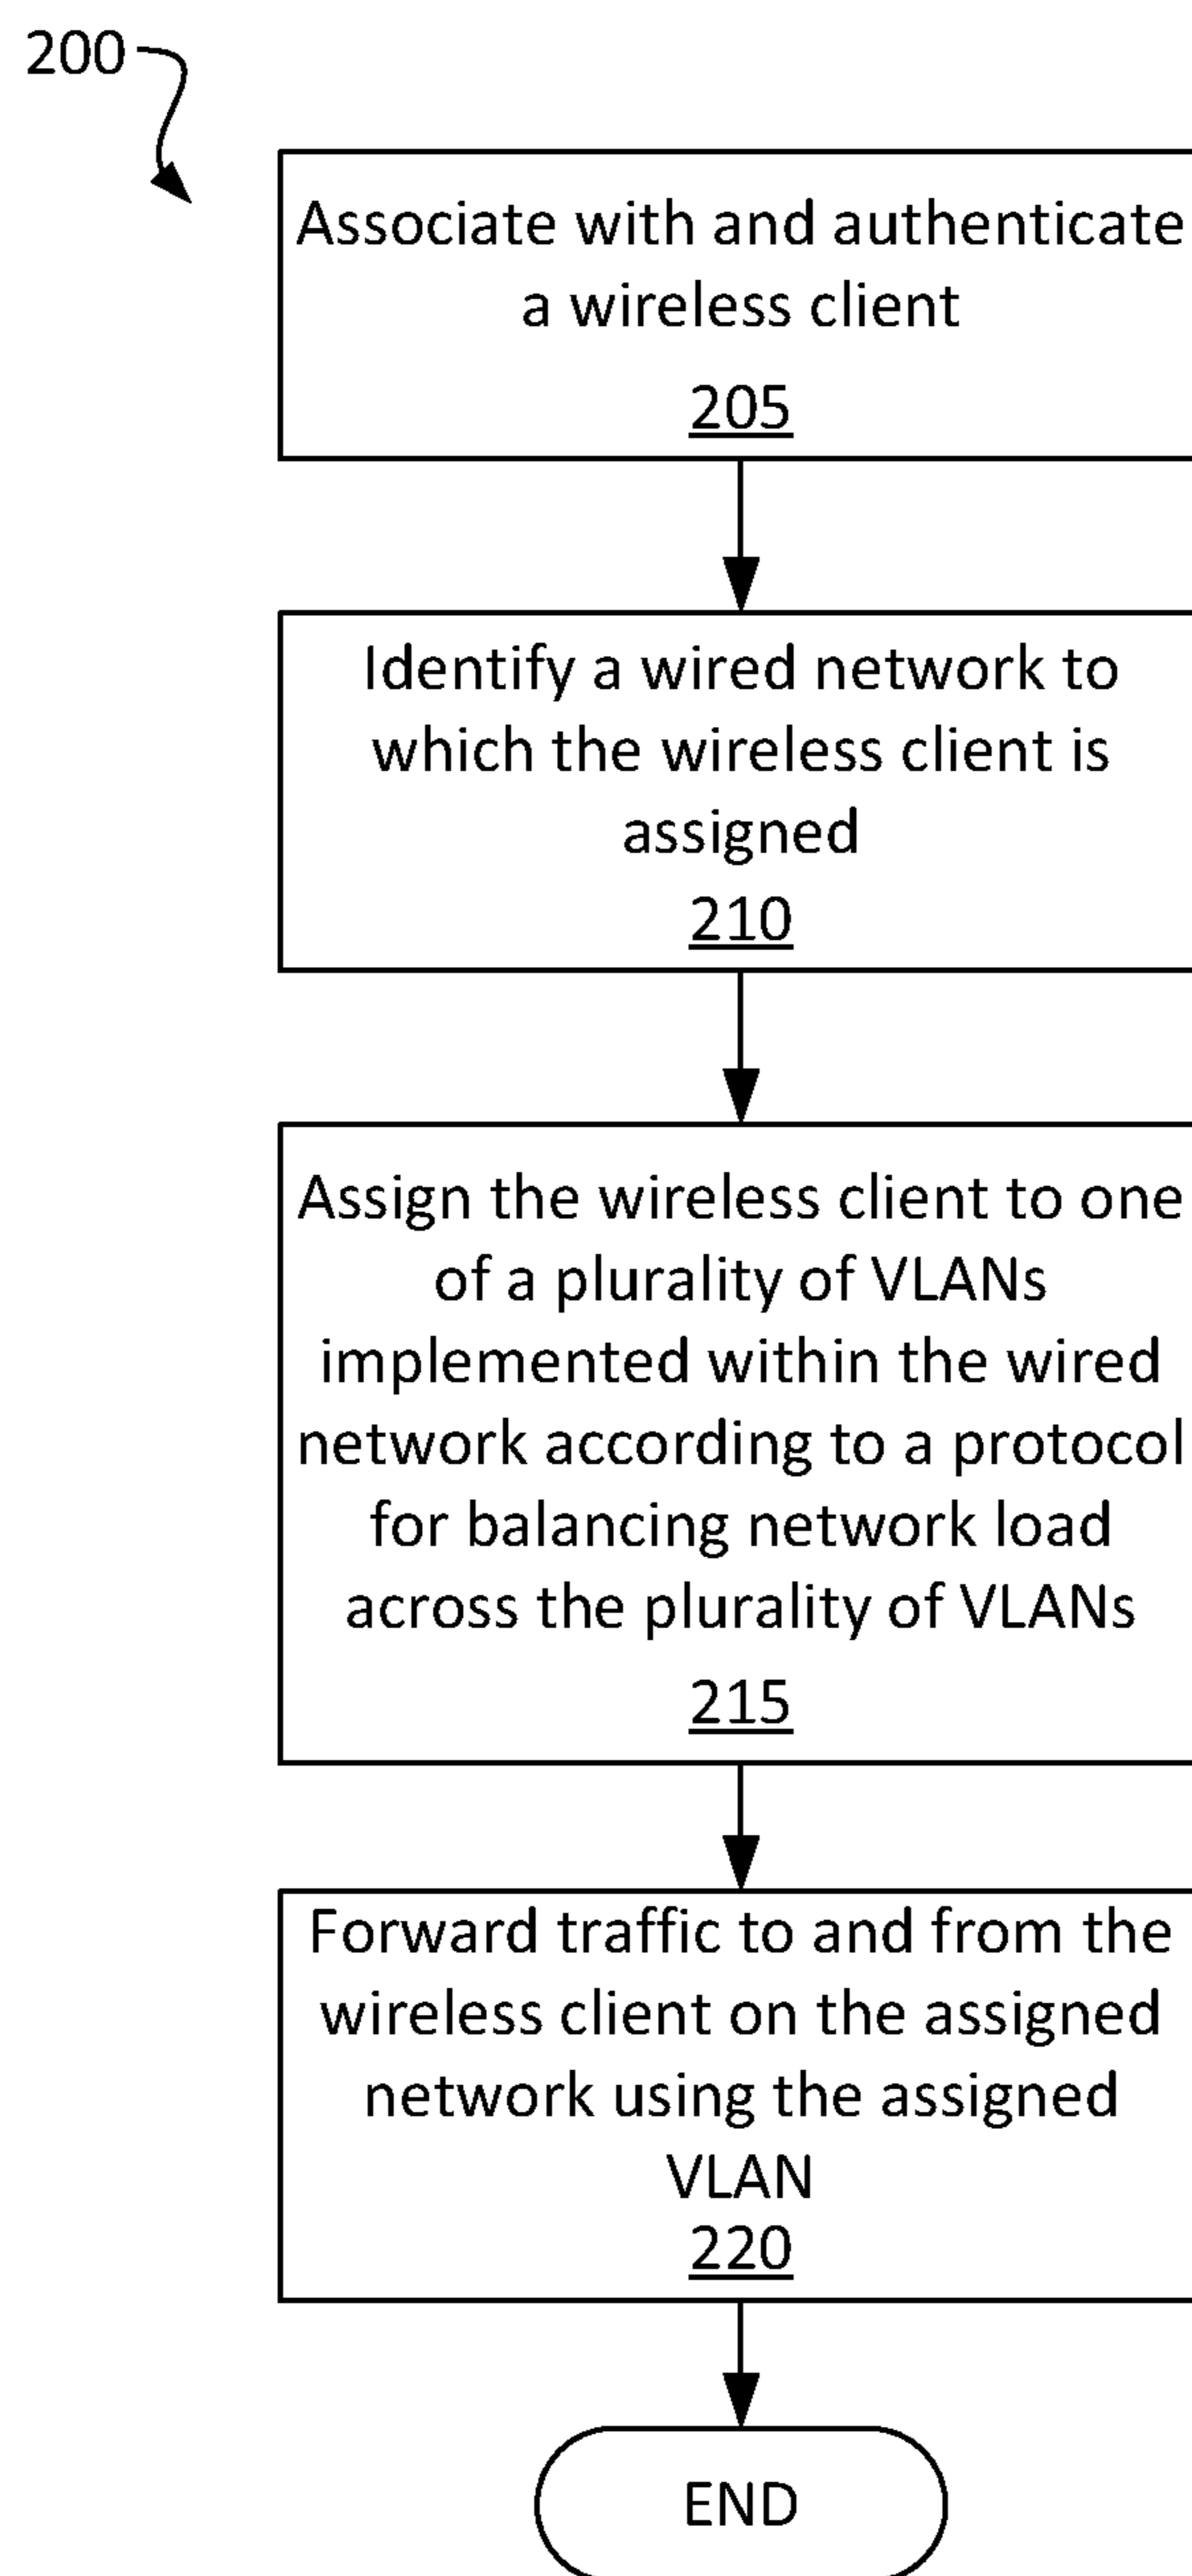 200
Associate with and authenticate
a wireless client
205
Identify a wired network to
which the wireless client is
assigned
210
Assign the wireless client to one
of a plurality of VLANs
implemented within the wired
network according to a protocol
for balancing network load
across the plurality of VLANs
215
Forward traffic to and from the
wireless client on the assigned
network using the assigned
VLAN
220
END